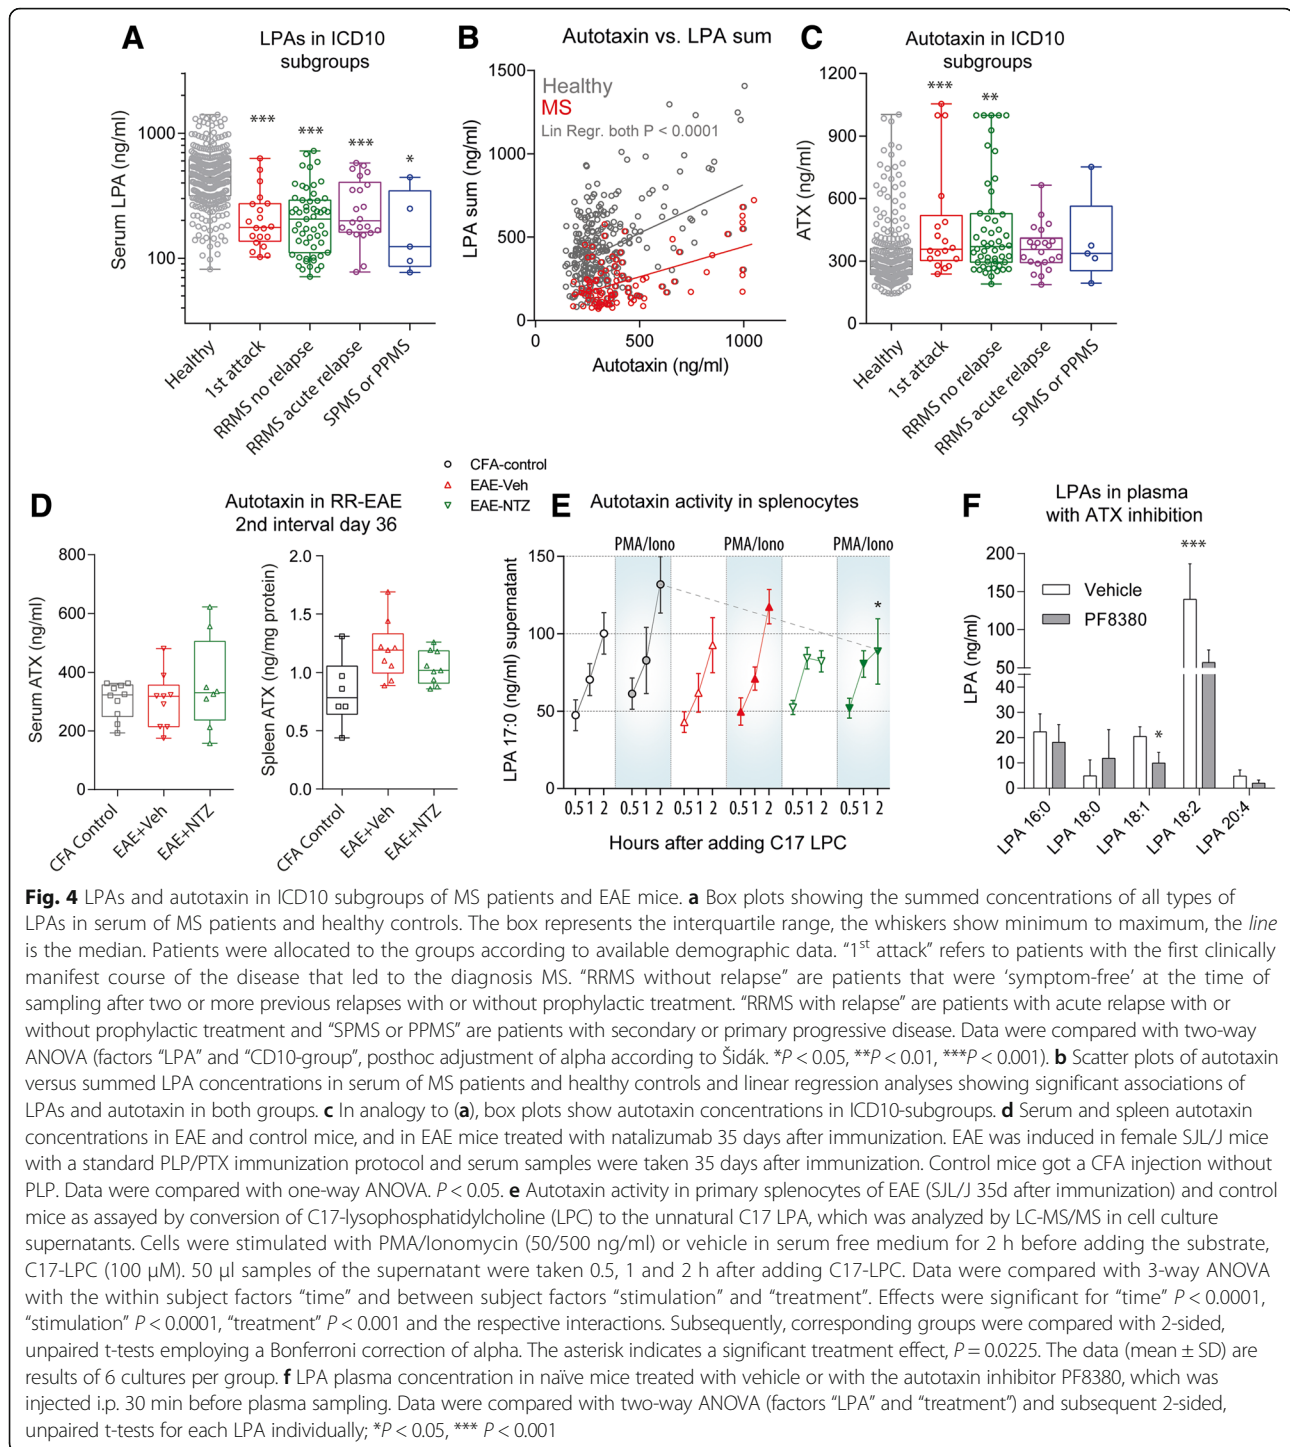 A
LPAs in ICD10
subgroups
Serum LPA (ng/ml)
1000
100
***
***
***
*
Healthy
1st attack
RRMS no relapse
RRMS acute relapse
SPMS or PPMS
B
Autotaxin vs. LPA sum
LPA sum (ng/ml)
1500
1000
500
0
Healthy
MS
Lin Regr. both P < 0.0001
0
500
1000
Autotaxin (ng/ml)
C
Autotaxin in ICD10
subgroups
ATX (ng/ml)
1200
900
600
300
0
***
**
Healthy
1st attack
RRMS no relapse
RRMS acute relapse
SPMS or PPMS
CFA-control
EAE-Veh
EAE-NTZ
D
Autotaxin in RR-EAE
2nd interval day 36
Serum ATX (ng/ml)
800
600
400
200
0
CFA Control
EAE+Veh
EAE+NTZ
Spleen ATX (ng/mg protein)
2.0
1.5
1.0
0.5
0.0
CFA Control
EAE+Veh
EAE+NTZ
E
Autotaxin activity in splenocytes
PMA/Iono
PMA/Iono
PMA/Iono
LPA 17:0 (ng/ml) supernatant
150
100
50
0
*
0.5 1 2 0.5 1 2 0.5 1 2 0.5 1 2 0.5 1 2 0.5 1 2
Hours after adding C17 LPC
F
LPAs in plasma
with ATX inhibition
LPA (ng/ml)
200
150
100
50
40
30
20
10
0
Vehicle
PF8380
*
***
LPA 16:0
LPA 18:0
LPA 18:1
LPA 18:2
LPA 20:4
Fig. 4 LPAs and autotaxin in ICD10 subgroups of MS patients and EAE mice. a Box plots showing the summed concentrations of all types of
LPAs in serum of MS patients and healthy controls. The box represents the interquartile range, the whiskers show minimum to maximum, the line
is the median. Patients were allocated to the groups according to available demographic data. “1st attack” refers to patients with the first clinically
manifest course of the disease that led to the diagnosis MS. “RRMS without relapse” are patients that were ‘symptom-free’ at the time of
sampling after two or more previous relapses with or without prophylactic treatment. “RRMS with relapse” are patients with acute relapse with or
without prophylactic treatment and “SPMS or PPMS” are patients with secondary or primary progressive disease. Data were compared with two-way
ANOVA (factors “LPA” and “CD10-group”, posthoc adjustment of alpha according to Šidák. *P < 0.05, **P < 0.01, ***P < 0.001). b Scatter plots of autotaxin
versus summed LPA concentrations in serum of MS patients and healthy controls and linear regression analyses showing significant associations of
LPAs and autotaxin in both groups. c In analogy to (a), box plots show autotaxin concentrations in ICD10-subgroups. d Serum and spleen autotaxin
concentrations in EAE and control mice, and in EAE mice treated with natalizumab 35 days after immunization. EAE was induced in female SJL/J mice
with a standard PLP/PTX immunization protocol and serum samples were taken 35 days after immunization. Control mice got a CFA injection without
PLP. Data were compared with one-way ANOVA. P < 0.05. e Autotaxin activity in primary splenocytes of EAE (SJL/J 35d after immunization) and control
mice as assayed by conversion of C17-lysophosphatidylcholine (LPC) to the unnatural C17 LPA, which was analyzed by LC-MS/MS in cell culture
supernatants. Cells were stimulated with PMA/Ionomycin (50/500 ng/ml) or vehicle in serum free medium for 2 h before adding the substrate,
C17-LPC (100 μM). 50 μl samples of the supernatant were taken 0.5, 1 and 2 h after adding C17-LPC. Data were compared with 3-way ANOVA
with the within subject factors “time” and between subject factors “stimulation” and “treatment”. Effects were significant for “time” P < 0.0001,
“stimulation” P < 0.0001, “treatment” P < 0.001 and the respective interactions. Subsequently, corresponding groups were compared with 2-sided,
unpaired t-tests employing a Bonferroni correction of alpha. The asterisk indicates a significant treatment effect, P = 0.0225. The data (mean ± SD) are
results of 6 cultures per group. f LPA plasma concentration in naïve mice treated with vehicle or with the autotaxin inhibitor PF8380, which was
injected i.p. 30 min before plasma sampling. Data were compared with two-way ANOVA (factors “LPA” and “treatment”) and subsequent 2-sided,
unpaired t-tests for each LPA individually; *P < 0.05, *** P < 0.001